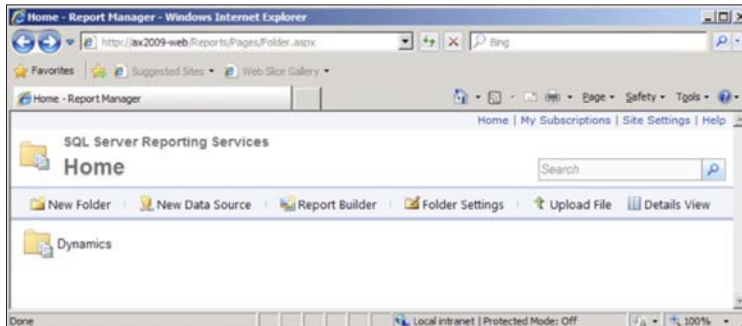 Home - Report Manager - Windows Internet Explorer
http://ax2009-web/Reports/Pages/Folder.aspx
Bing
Favorites Suggested Sites Web Slice Gallery
Home - Report Manager Page Safety Tools
Home | My Subscriptions | Site Settings | Help
SQL Server Reporting Services
Home
Search
New Folder New Data Source Report Builder Folder Settings Upload File Details View
Dynamics
Done Local intranet | Protected Mode: Off 100%